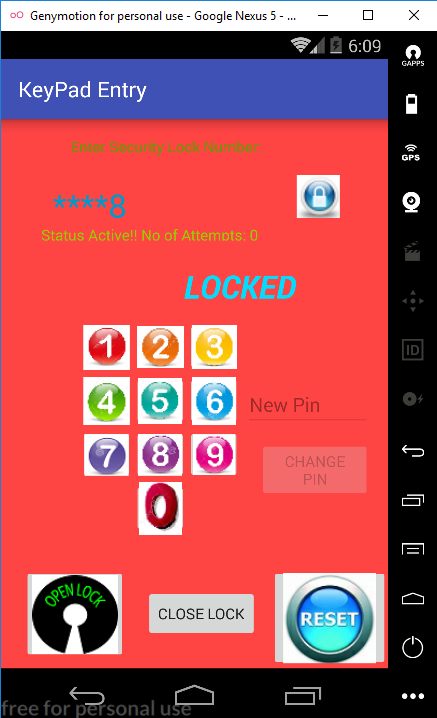 Genymotion for personal use - Google Nexus 5 - ...
6:09
GAPPS
KeyPad Entry
GPS
Enter Security Lock Number
****8
Status Active!! No of Attempts: 0
LOCKED
1 2 3
4 5 6
New Pin
ID
7 8 9
CHANGE
PIN
0
OPEN LOCK
CLOSE LOCK
RESET
free for personal use